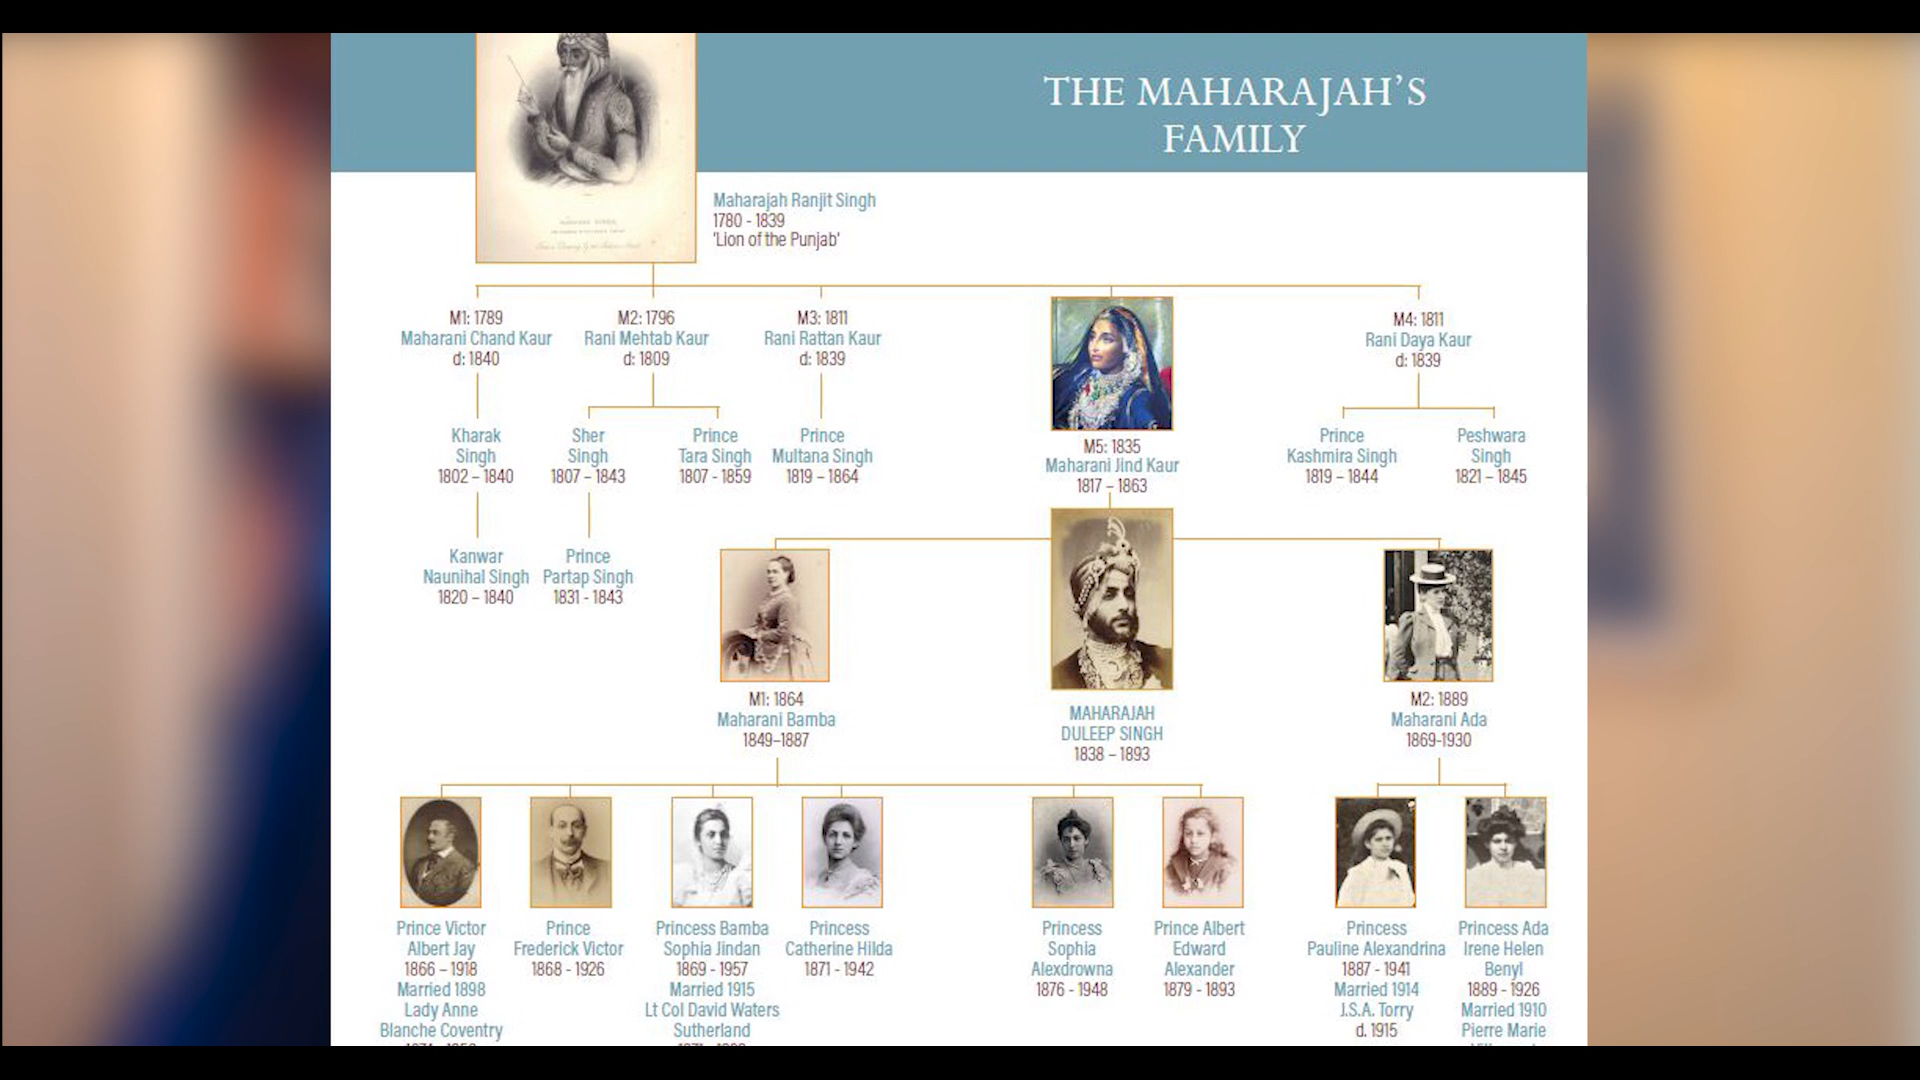 THE MAHARAJAH'S
FAMILY
Maharajah Ranjit Singh
1780 - 1839
'Lion of the Punjab'
M1: 1789
Maharani Chand Kaur
d: 1840
M2: 1796
Rani Mehtab Kaur
d: 1809
M3: 1811
Rani Rattan Kaur
d: 1839
M4: 1811
Rani Daya Kaur
d: 1839
Kharak
Singh
1802 – 1840
Sher
Singh
1807 - 1843
Prince
Tara Singh
1807 - 1859
Prince
Multana Singh
1819 – 1864
M5: 1835
Maharani Jind Kaur
1817 – 1863
Prince
Kashmira Singh
1819 – 1844
Peshwara
Singh
1821 – 1845
Kanwar
Naunihal Singh
1820 – 1840
Prince
Partap Singh
1831 - 1843
M1: 1864
Maharani Bamba
1849–1887
MAHARAJAH
DULEEP SINGH
1838 – 1893
M2: 1889
Maharani Ada
1869-1930
Prince Victor
Albert Jay
1866 – 1918
Married 1898
Lady Anne
Blanche Coventry
Prince
Frederick Victor
1868 - 1926
Princess Bamba
Sophia Jindan
1869 - 1957
Married 1915
Lt Col David Waters
Sutherland
Princess
Catherine Hilda
1871 - 1942
Princess
Sophia
Alexdrowna
1876 - 1948
Prince Albert
Edward
Alexander
1879 - 1893
Princess
Pauline Alexandrina
1887 - 1941
Married 1914
J.S.A. Torry
d. 1915
Princess Ada
Irene Helen
Benyl
1889 - 1926
Married 1910
Pierre Marie